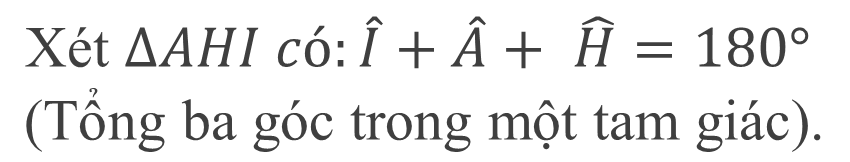 Xét ΔAHI có: Î + Â + Ĥ = 180°
(Tổng ba góc trong một tam giác).